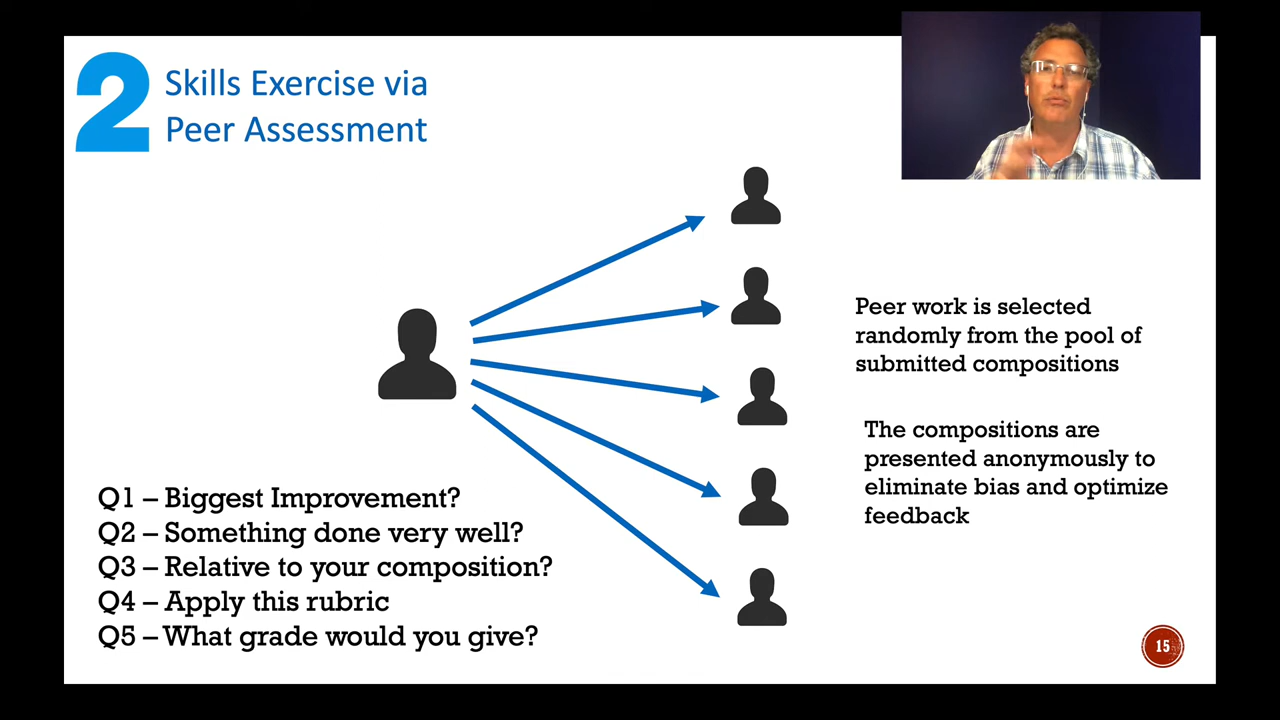 2
Skills Exercise via
Peer Assessment
Peer work is selected
randomly from the pool of
submitted compositions
The compositions are
presented anonymously to
eliminate bias and optimize
feedback
Q1 – Biggest Improvement?
Q2 – Something done very well?
Q3 – Relative to your composition?
Q4 – Apply this rubric
Q5 – What grade would you give?
15